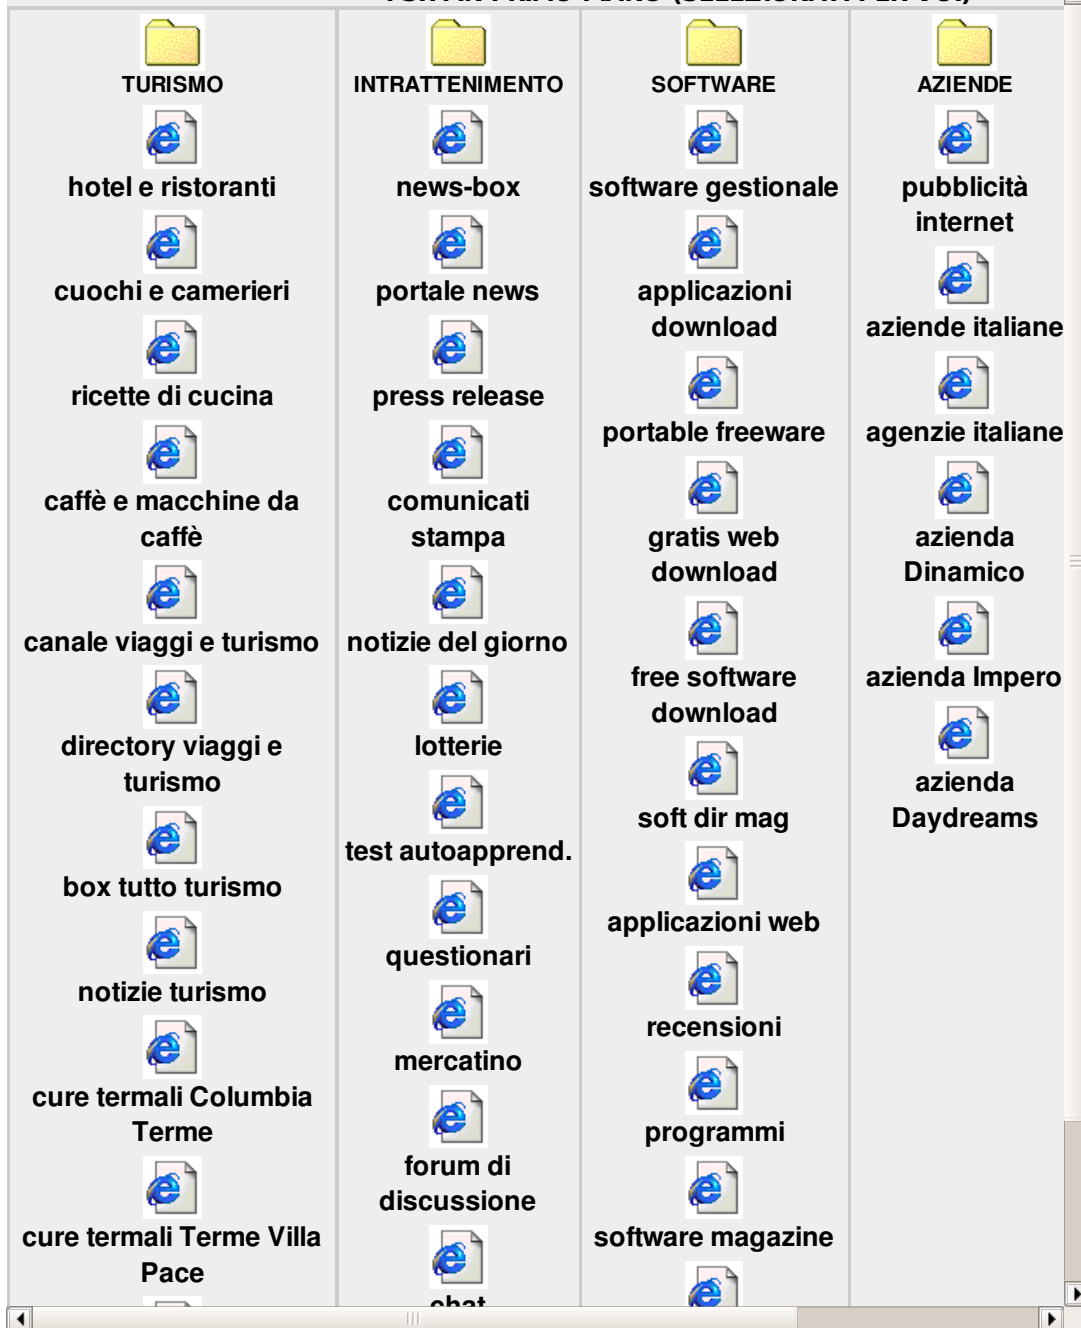 TURISMO
hotel e ristoranti
cuochi e camerieri
ricette di cucina
caffè e macchine da
caffè
canale viaggi e turismo
directory viaggi e
turismo
box tutto turismo
notizie turismo
cure termali Columbia
Terme
cure termali Terme Villa
Pace
INTRATTENIMENTO
news-box
portale news
press release
comunicati
stampa
notizie del giorno
lotterie
test autoapprend.
questionari
mercatino
forum di
discussione
chat
SOFTWARE
software gestionale
applicazioni
download
portable freeware
gratis web
download
free software
download
soft dir mag
applicazioni web
recensioni
programmi
software magazine
AZIENDE
pubblicità
internet
aziende italiane
agenzie italiane
azienda
Dinamico
azienda Impero
azienda
Daydreams